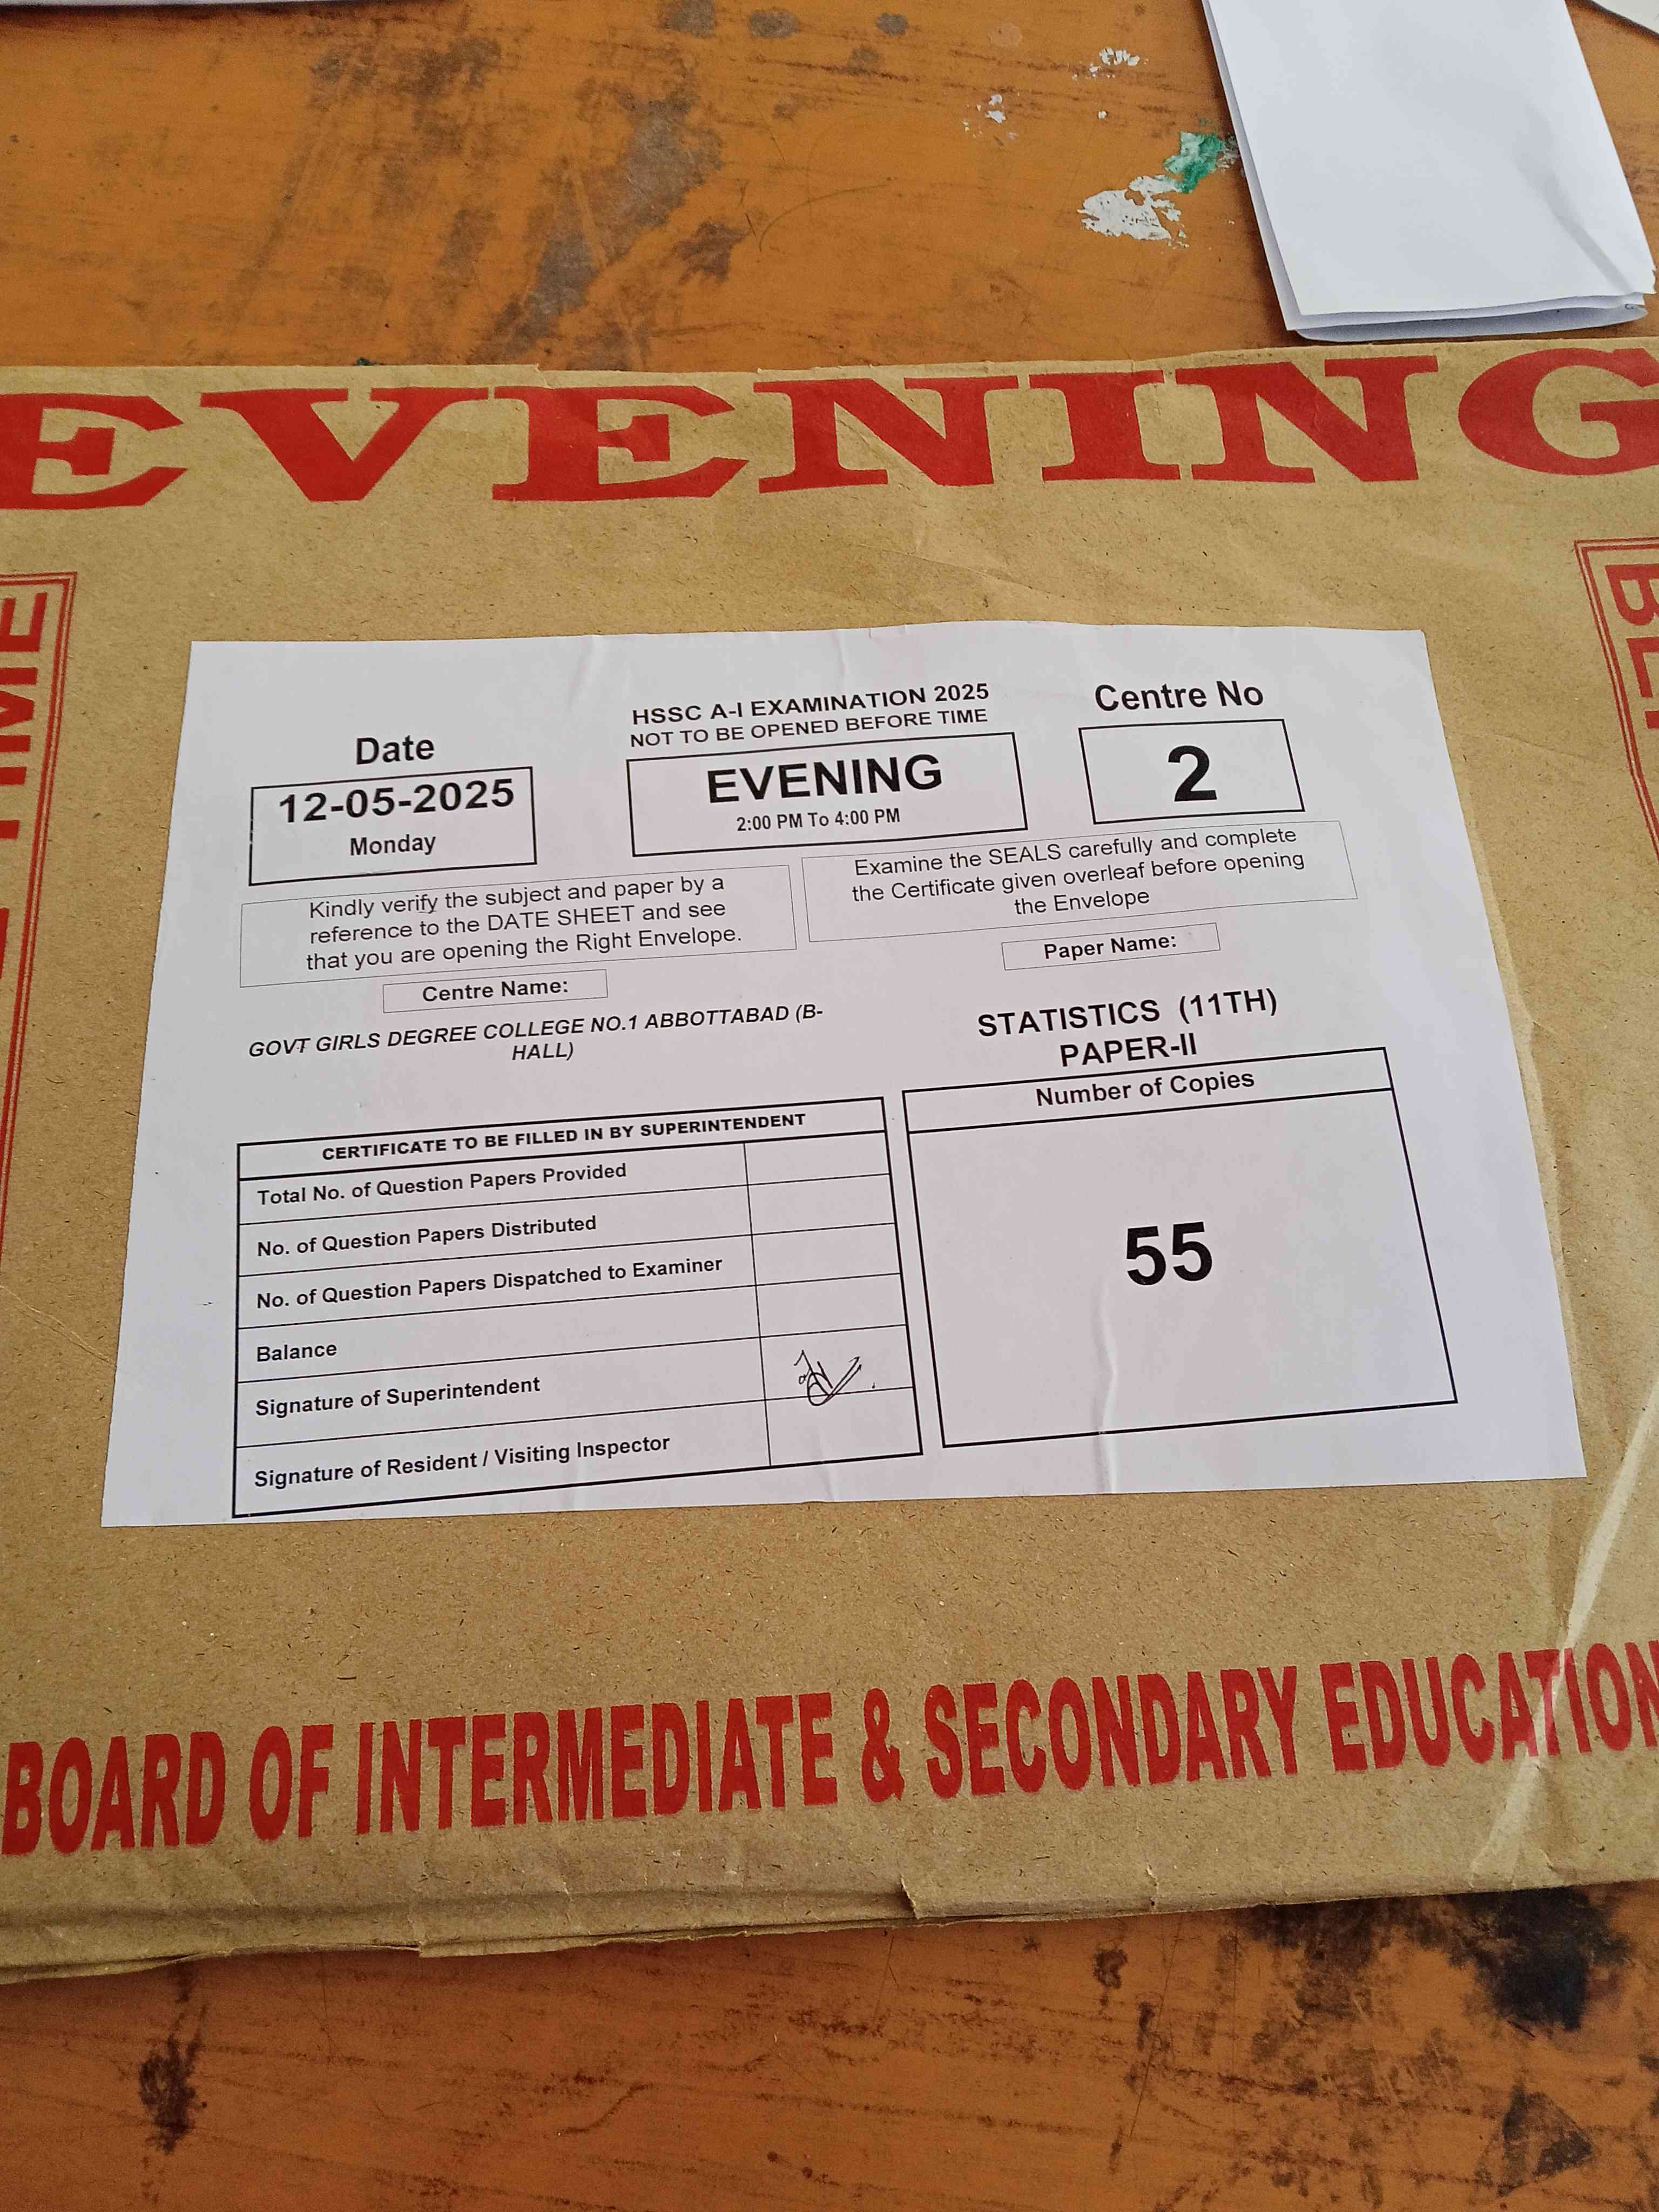 EVENING
TIME
BEF
HSSC A-I EXAMINATION 2025
NOT TO BE OPENED BEFORE TIME
Date
12-05-2025
Monday
EVENING
2:00 PM To 4:00 PM
Centre No
2
Kindly verify the subject and paper by a
reference to the DATE SHEET and see
that you are opening the Right Envelope.
Examine the SEALS carefully and complete
the Certificate given overleaf before opening
the Envelope
Centre Name:
GOVT GIRLS DEGREE COLLEGE NO.1 ABBOTTABAD (B-
HALL)
Paper Name:
STATISTICS (11TH)
PAPER-II
CERTIFICATE TO BE FILLED IN BY SUPERINTENDENT
Total No. of Question Papers Provided
No. of Question Papers Distributed
No. of Question Papers Dispatched to Examiner
Balance
Signature of Superintendent
Signature of Resident / Visiting Inspector
Number of Copies
55
BOARD OF INTERMEDIATE & SECONDARY EDUCATION